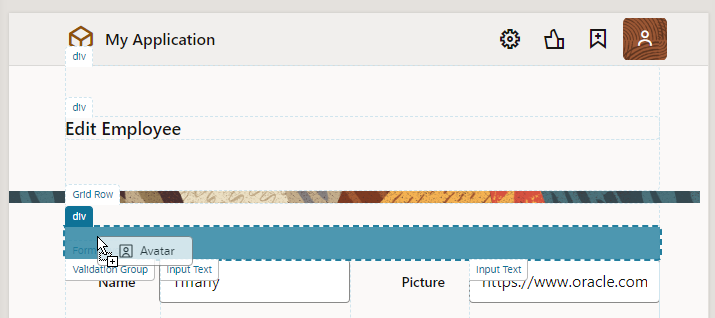 My Application
div
div
Edit Employee
Grid Row
div
Form
Avatar
Validation Group
Input Text
Input Text
Name
Tiffany
Picture
https://www.oracle.com